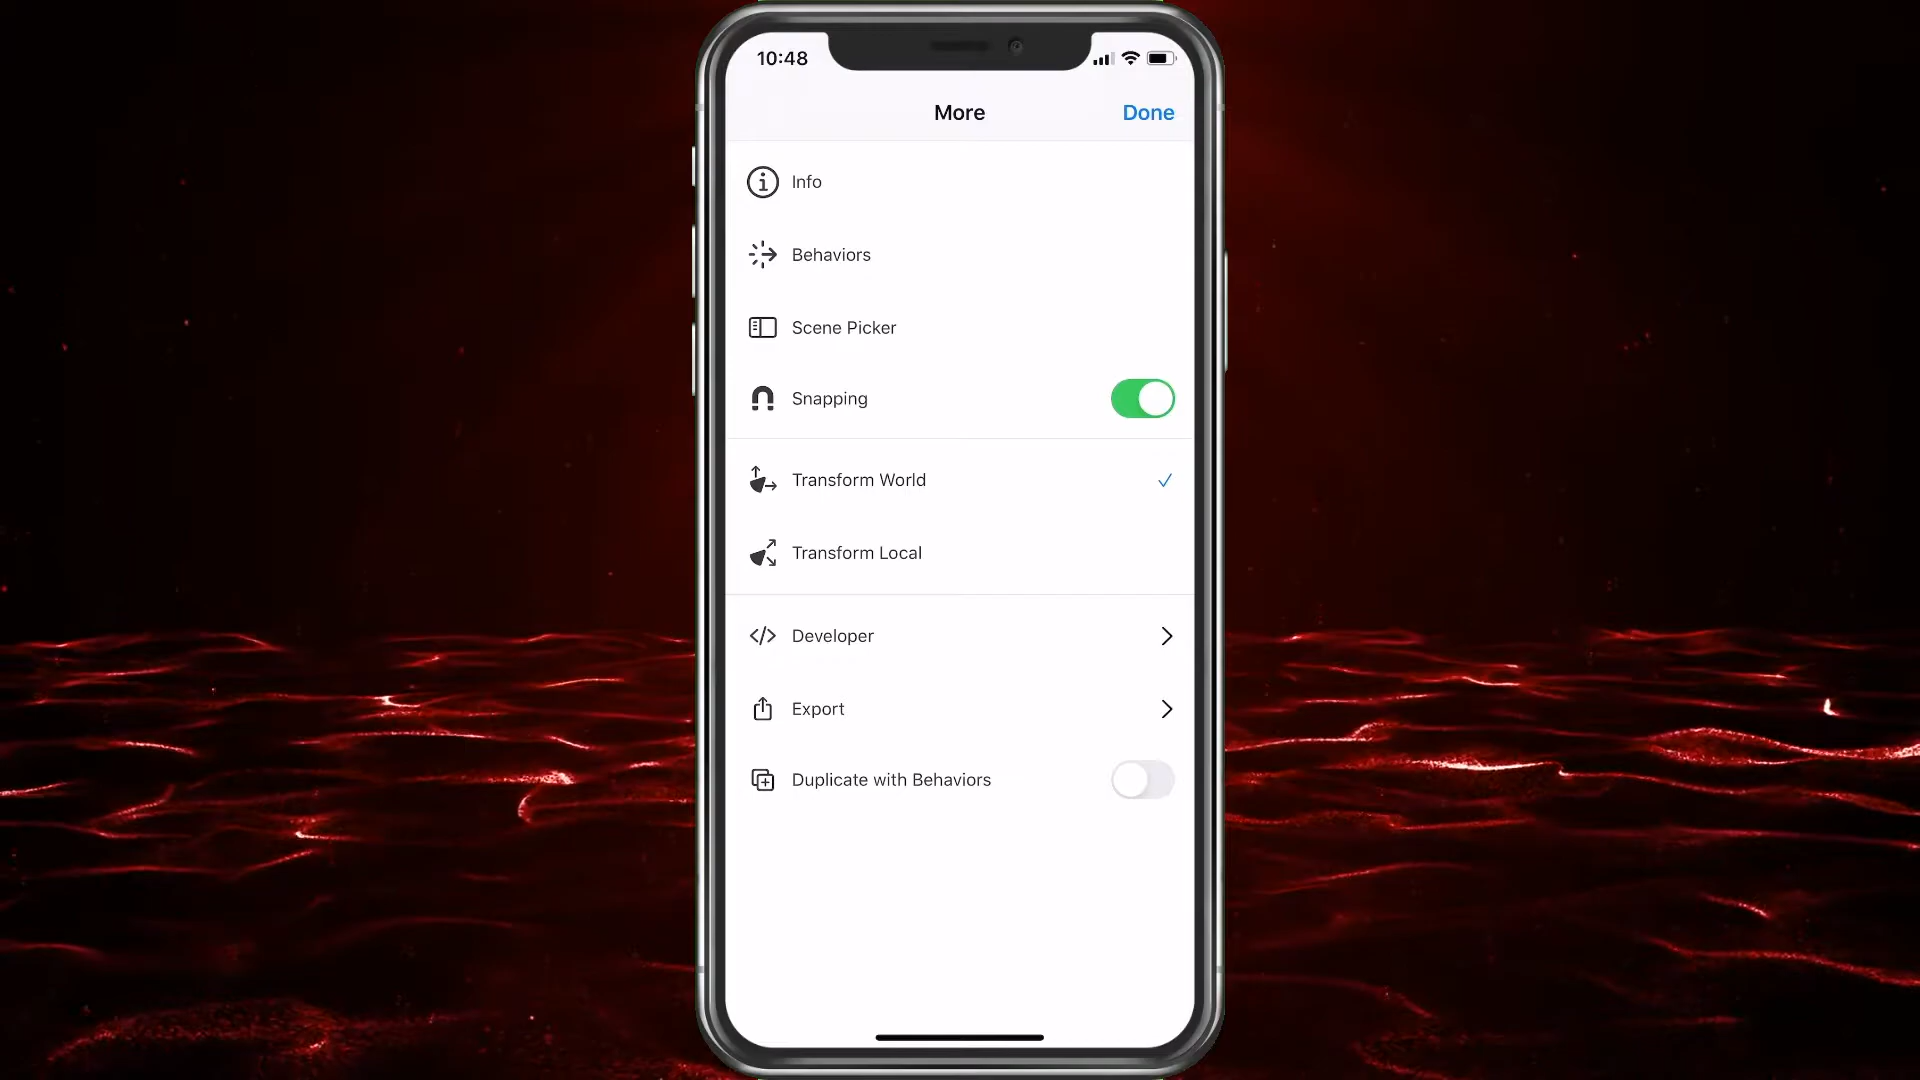 10:48
More
Done
Info
Behaviors
Scene Picker
Snapping
Transform World
Transform Local
Developer
Export
Duplicate with Behaviors